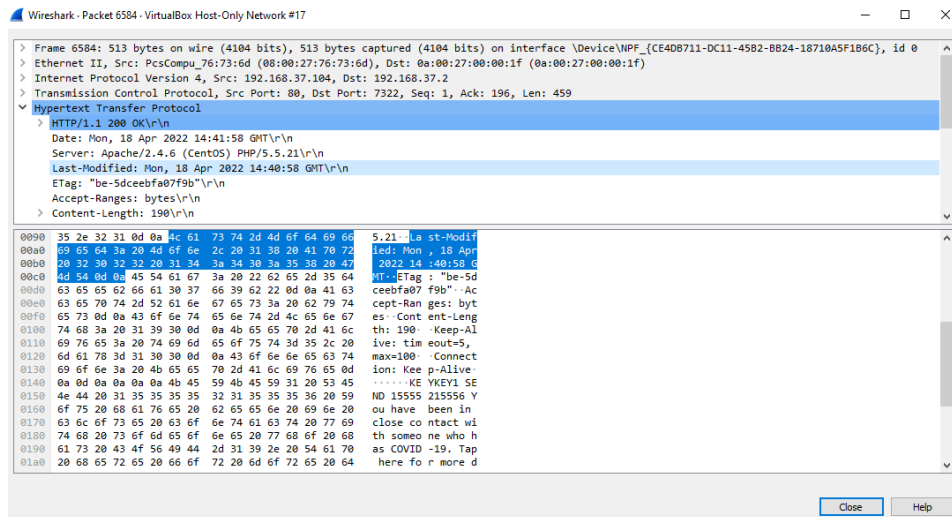 Wireshark · Packet 6584 · VirtualBox Host-Only Network #17
Frame 6584: 513 bytes on wire (4104 bits), 513 bytes captured (4104 bits) on interface \Device\NPF_{CE4DB711-DC11-45B2-BB24-18710A5F1B6C}, id 0
Ethernet II, Src: PcsCompu_76:73:6d (08:00:27:76:73:6d), Dst: 0a:00:27:00:00:1f (0a:00:27:00:00:1f)
Internet Protocol Version 4, Src: 192.168.37.104, Dst: 192.168.37.2
Transmission Control Protocol, Src Port: 80, Dst Port: 7322, Seq: 1, Ack: 196, Len: 459
Hypertext Transfer Protocol
HTTP/1.1 200 OK\r\n
Date: Mon, 18 Apr 2022 14:41:58 GMT\r\n
Server: Apache/2.4.6 (CentOS) PHP/5.5.21\r\n
Last-Modified: Mon, 18 Apr 2022 14:40:58 GMT\r\n
ETag: "be-5dceebfa07f9b"\r\n
Accept-Ranges: bytes\r\n
Content-Length: 190\r\n
0090 35 2e 32 31 0d 0a 4c 61 73 74 2d 4d 6f 64 69 66 5.21··La st-Modif
00a0 69 65 64 3a 20 4d 6f 6e 2c 20 31 38 20 41 70 72 ied: Mon , 18 Apr
00b0 20 32 30 32 32 20 31 34 3a 34 30 3a 35 38 20 47 2022 14 :40:58 G
00c0 4d 54 0d 0a 45 54 61 67 3a 20 22 62 65 2d 35 64 MT··ETag : "be-5d
00d0 63 65 65 62 66 61 30 37 66 39 62 22 0d 0a 41 63 ceebfa07 f9b"··Ac
00e0 63 65 70 74 2d 52 61 6e 67 65 73 3a 20 62 79 74 cept-Ran ges: byt
00f0 65 73 0d 0a 43 6f 6e 74 65 6e 74 2d 4c 65 6e 67 es··Cont ent-Leng
0100 74 68 3a 20 31 39 30 0d 0a 4b 65 65 70 2d 41 6c th: 190· ·Keep-Al
0110 69 76 65 3a 20 74 69 6d 65 6f 75 74 3d 35 2c 20 ive: tim eout=5,
0120 6d 61 78 3d 31 30 30 0d 0a 43 6f 6e 6e 65 63 74 max=100· ·Connect
0130 69 6f 6e 3a 20 4b 65 65 70 2d 41 6c 69 76 65 0d ion: Kee p-Alive·
0140 0a 0d 0a 0a 0a 0a 4b 45 59 4b 45 59 31 20 53 45 ······KE YKEY1 SE
0150 4e 44 20 31 35 35 35 35 32 31 35 35 35 36 20 59 ND 15555 215556 Y
0160 6f 75 20 68 61 76 65 20 62 65 65 6e 20 69 6e 20 ou have been in
0170 63 6c 6f 73 65 20 63 6f 6e 74 61 63 74 20 77 69 close co ntact wi
0180 74 68 20 73 6f 6d 65 6f 6e 65 20 77 68 6f 20 68 th someo ne who h
0190 61 73 20 43 4f 56 49 44 2d 31 39 2e 20 54 61 70 as COVID -19. Tap
01a0 20 68 65 72 65 20 66 6f 72 20 6d 6f 72 65 20 64 here fo r more d
Close Help